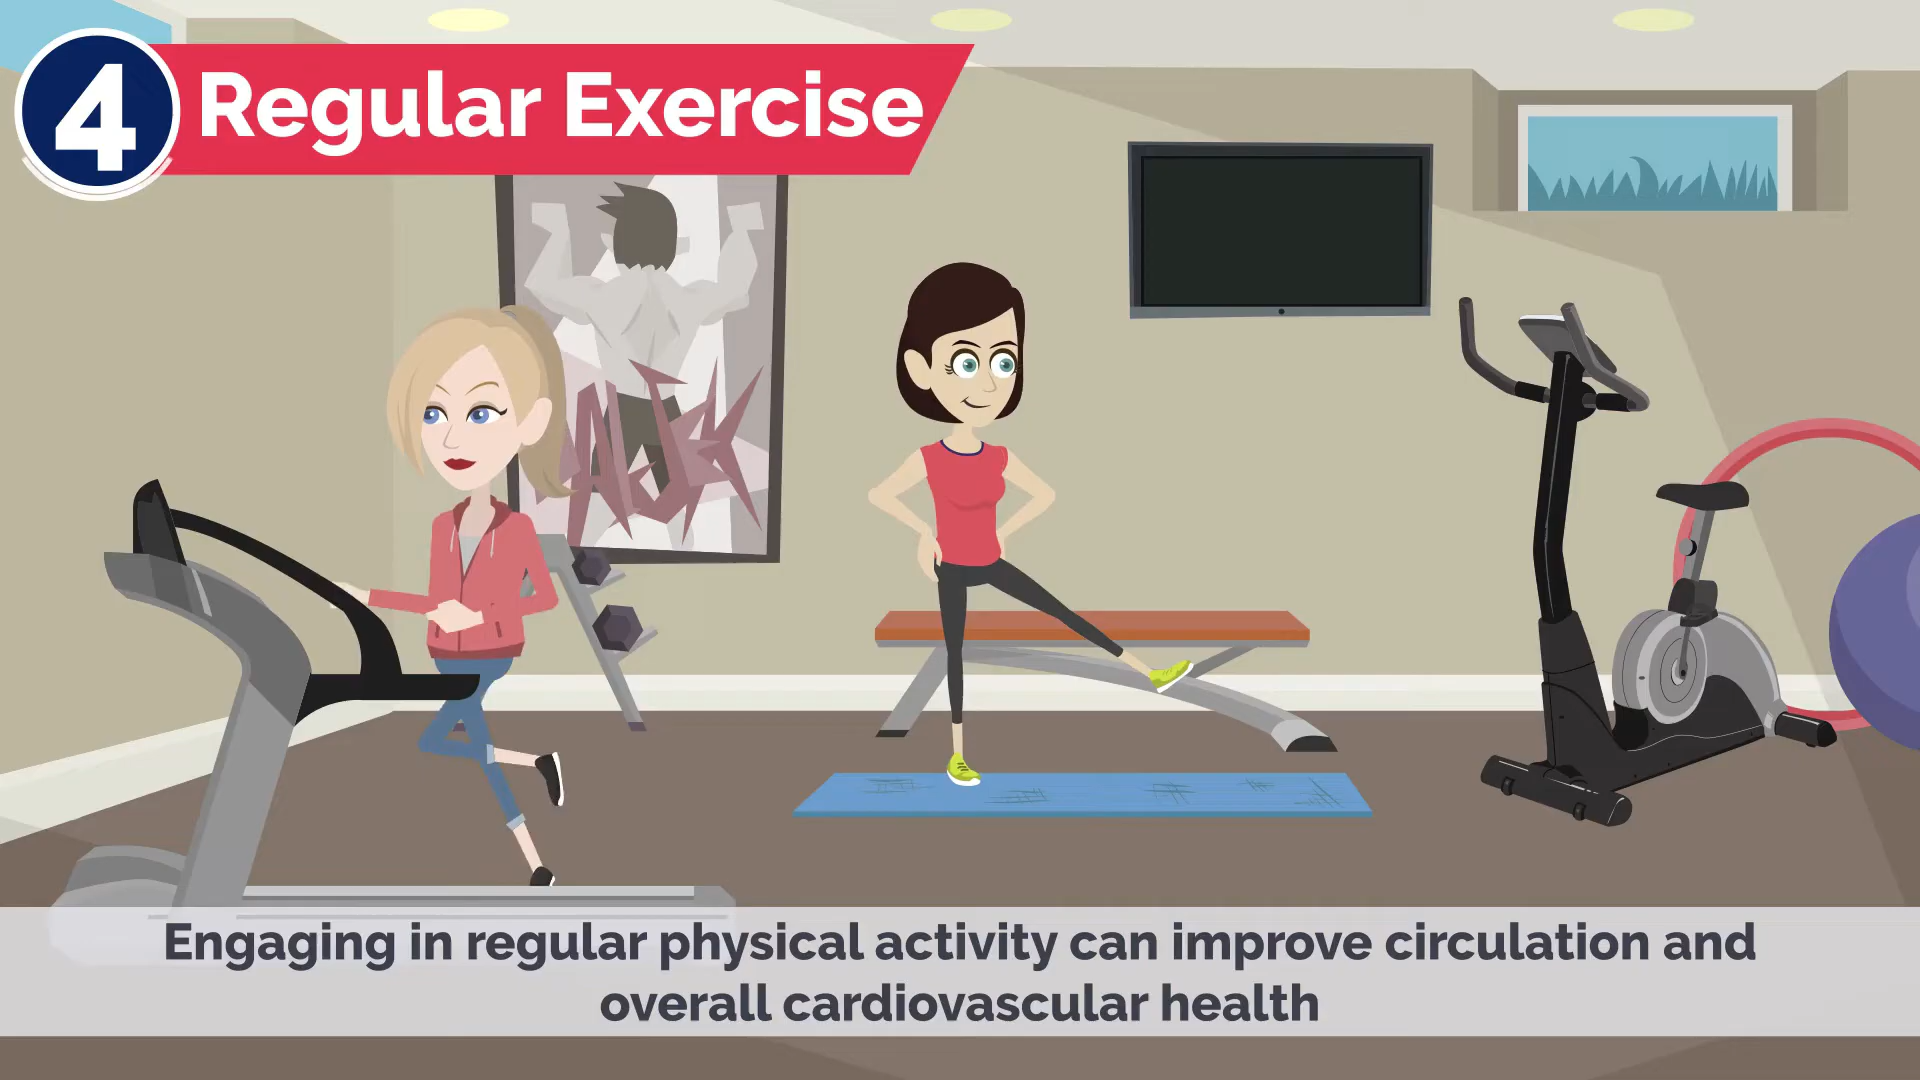 4
Regular Exercise
Engaging in regular physical activity can improve circulation and
overall cardiovascular health